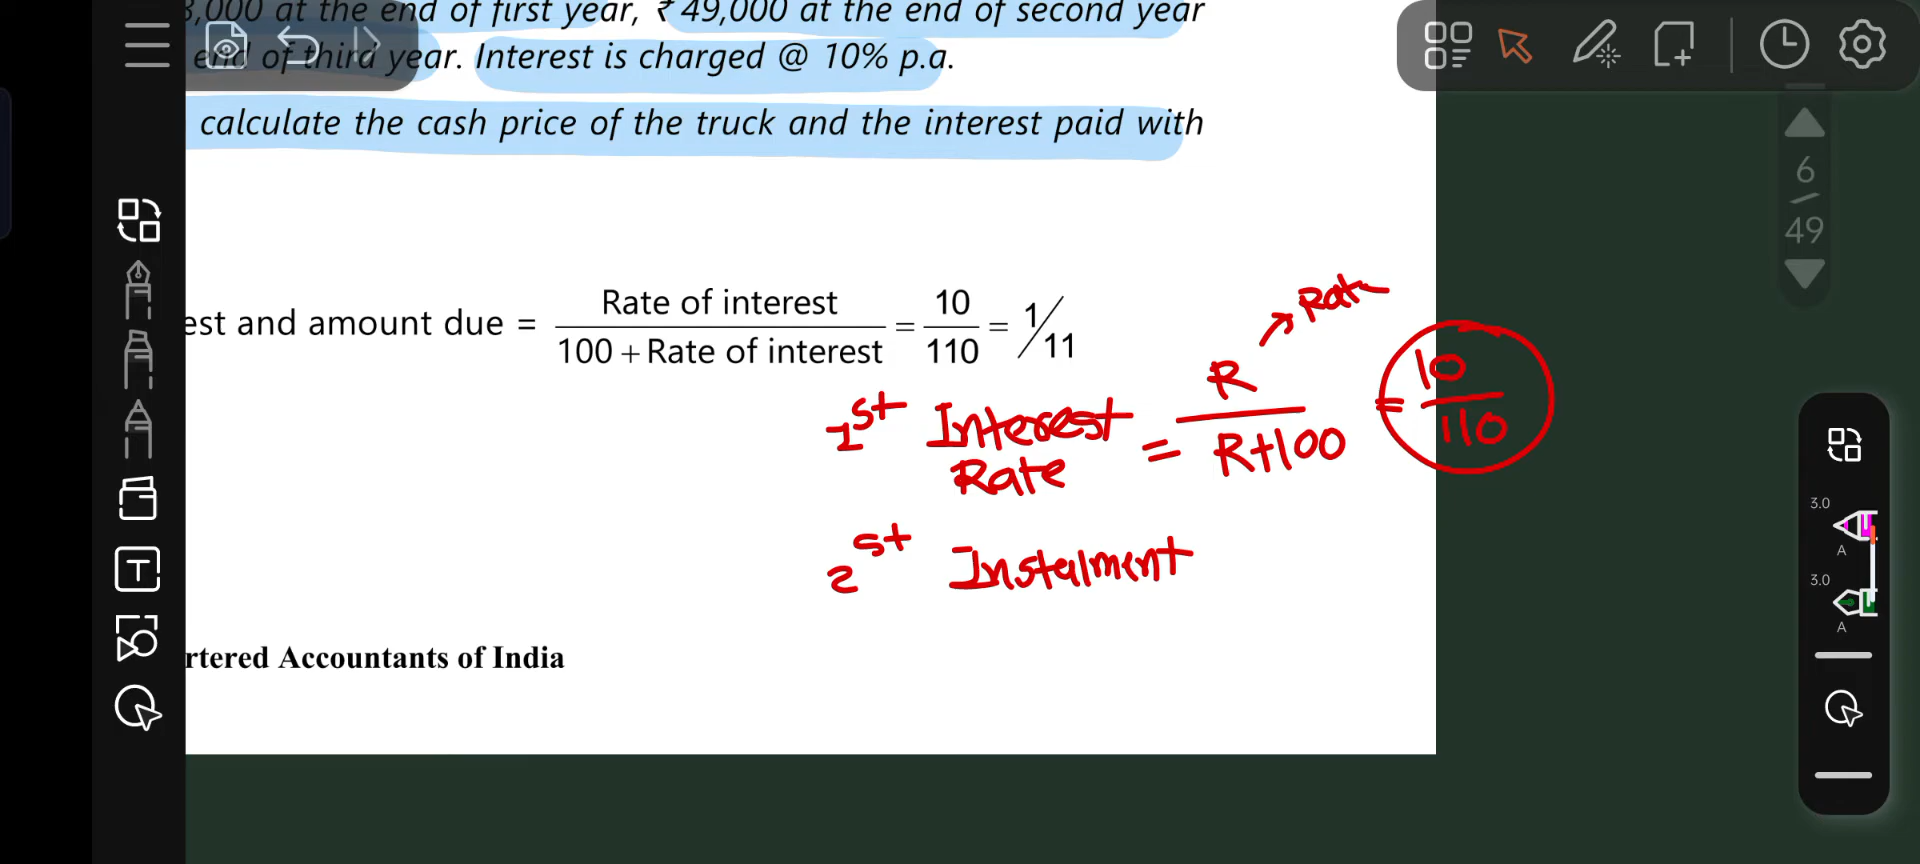 3,000 at the end of first year, ₹ 49,000 at the end of second year
end of third year. Interest is charged @ 10% p.a.
calculate the cash price of the truck and the interest paid with
6
49
est and amount due = Rate of interest / 100 + Rate of interest = 10 / 110 = 1/11
Rate
1st Interest Rate = R / R+100 = 10 / 110
2st Instalment
rtered Accountants of India
T
3.0
A
3.0
A